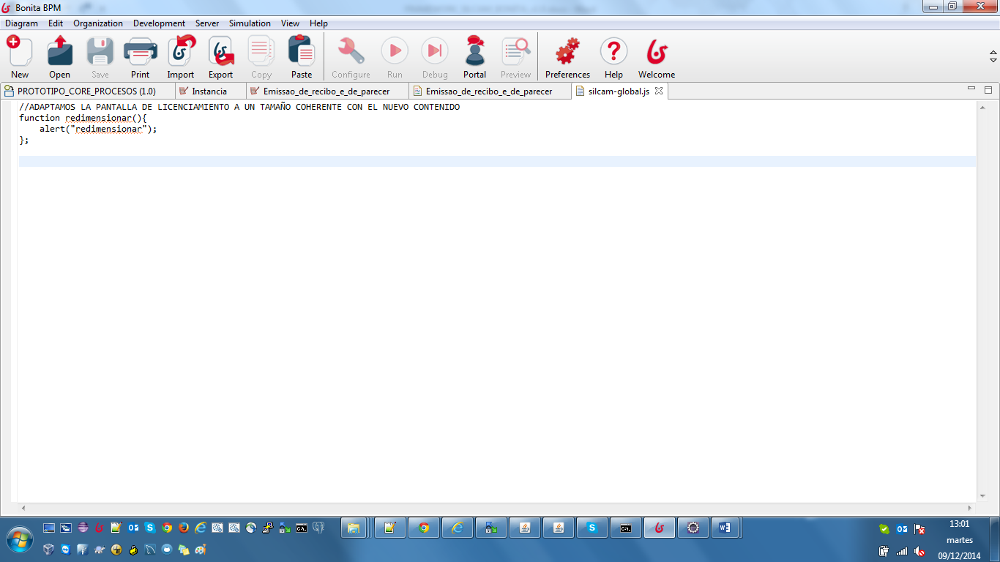 Bonita BPM
Diagram Edit Organization Development Server Simulation View Help
New Open Save Print Import Export Copy Paste Configure Run Debug Portal Preview Preferences Help Welcome
PROTOTIPO_CORE_PROCESOS (1.0) Instancia Emissao_de_recibo_e_de_parecer Emissao_de_recibo_e_de_parecer silcam-global.js
//ADAPTAMOS LA PANTALLA DE LICENCIAMIENTO A UN TAMAÑO COHERENTE CON EL NUEVO CONTENIDO
function redimensionar(){
    alert("redimensionar");
};
13:01
martes
09/12/2014